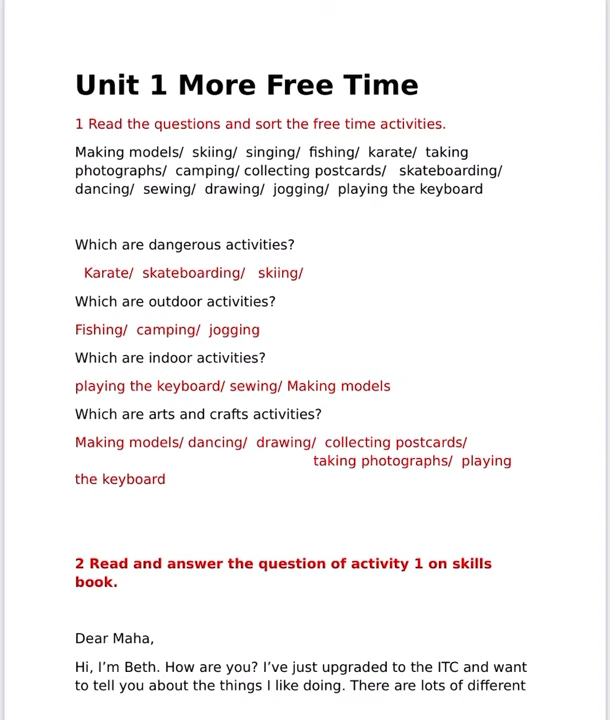 Unit 1 More Free Time
1 Read the questions and sort the free time activities.
Making models/ skiing/ singing/ fishing/ karate/ taking
photographs/ camping/ collecting postcards/ skateboarding/
dancing/ sewing/ drawing/ jogging/ playing the keyboard
Which are dangerous activities?
Karate/ skateboarding/ skiing/
Which are outdoor activities?
Fishing/ camping/ jogging
Which are indoor activities?
playing the keyboard/ sewing/ Making models
Which are arts and crafts activities?
Making models/ dancing/ drawing/ collecting postcards/
taking photographs/ playing
the keyboard
2 Read and answer the question of activity 1 on skills
book.
Dear Maha,
Hi, I’m Beth. How are you? I’ve just upgraded to the ITC and want
to tell you about the things I like doing. There are lots of different